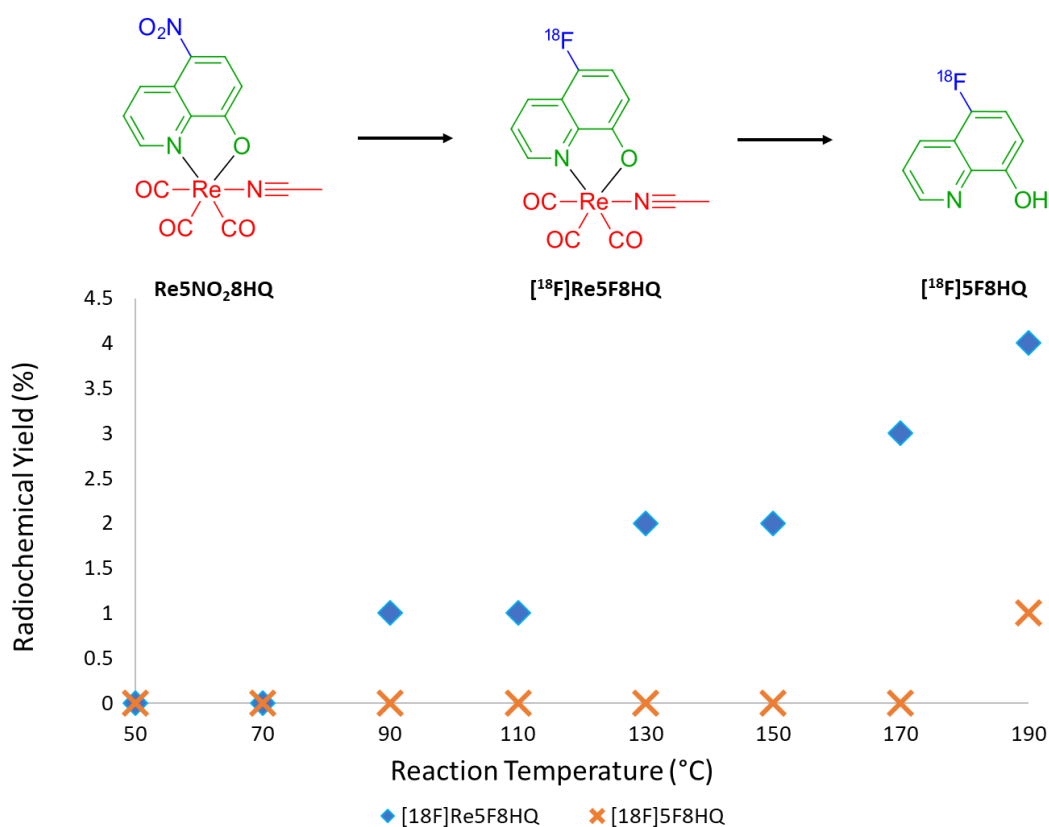 O₂N
N
O
OC
Re
N
OC
CO
¹⁸F
N
O
OC
Re
N
OC
CO
¹⁸F
N
OH
Re5NO₂8HQ
[¹⁸F]Re5F8HQ
[¹⁸F]5F8HQ
Radiochemical Yield (%)
4.5
4
3.5
3
2.5
2
1.5
1
0.5
0
50 70 90 110 130 150 170 190
Reaction Temperature (°C)
[18F]Re5F8HQ [18F]5F8HQ